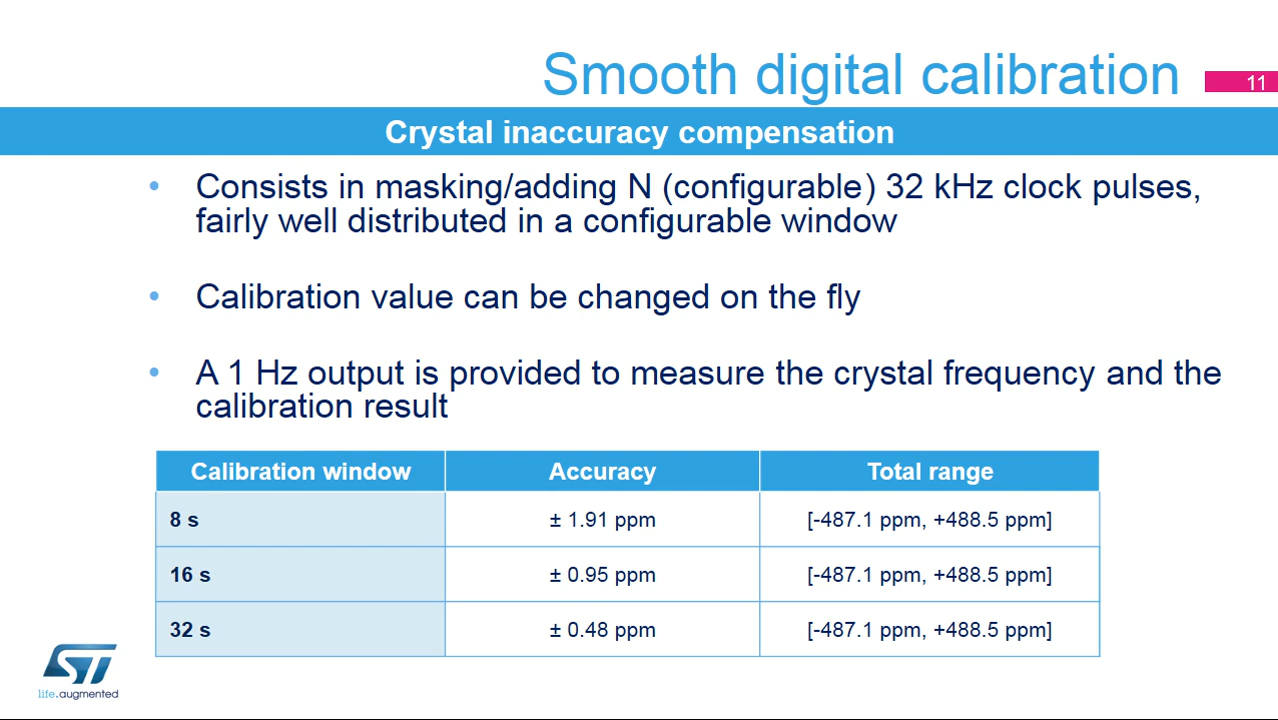 Smooth digital calibration
11
Crystal inaccuracy compensation
• Consists in masking/adding N (configurable) 32 kHz clock pulses,
fairly well distributed in a configurable window
• Calibration value can be changed on the fly
• A 1 Hz output is provided to measure the crystal frequency and the
calibration result
Calibration window Accuracy Total range
8 s ± 1.91 ppm [-487.1 ppm, +488.5 ppm]
16 s ± 0.95 ppm [-487.1 ppm, +488.5 ppm]
32 s ± 0.48 ppm [-487.1 ppm, +488.5 ppm]
ST
life.augmented